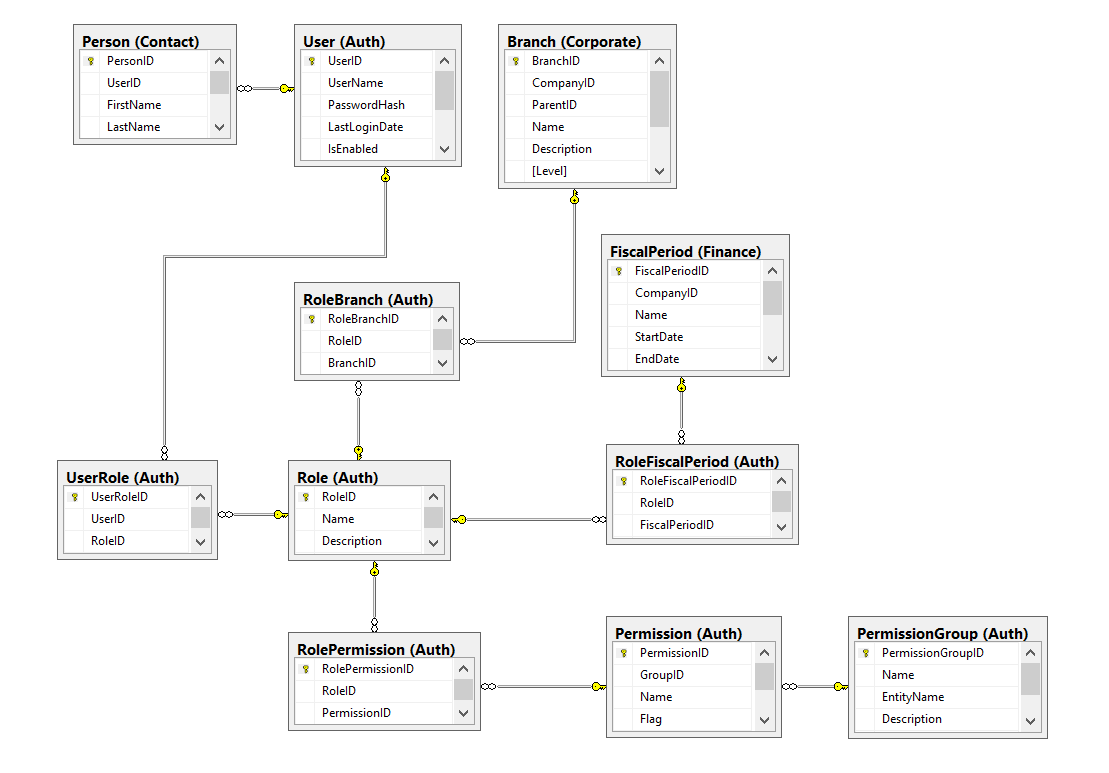 Person (Contact)
PersonID
UserID
FirstName
LastName
User (Auth)
UserID
UserName
PasswordHash
LastLoginDate
IsEnabled
Branch (Corporate)
BranchID
CompanyID
ParentID
Name
Description
[Level]
FiscalPeriod (Finance)
FiscalPeriodID
CompanyID
Name
StartDate
EndDate
RoleBranch (Auth)
RoleBranchID
RoleID
BranchID
UserRole (Auth)
UserRoleID
UserID
RoleID
Role (Auth)
RoleID
Name
Description
RoleFiscalPeriod (Auth)
RoleFiscalPeriodID
RoleID
FiscalPeriodID
RolePermission (Auth)
RolePermissionID
RoleID
PermissionID
Permission (Auth)
PermissionID
GroupID
Name
Flag
PermissionGroup (Auth)
PermissionGroupID
Name
EntityName
Description